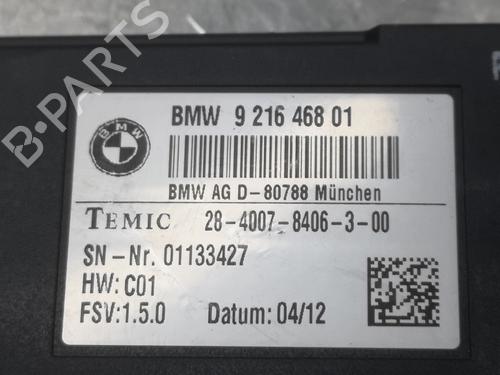 BMW 9 216 468 01
BMW
BMW AG D-80788 München
TEMIC 28-4007-8406-3-00
SN-Nr. 01133427
HW: C01
FSV:1.5.0 Datum: 04/12